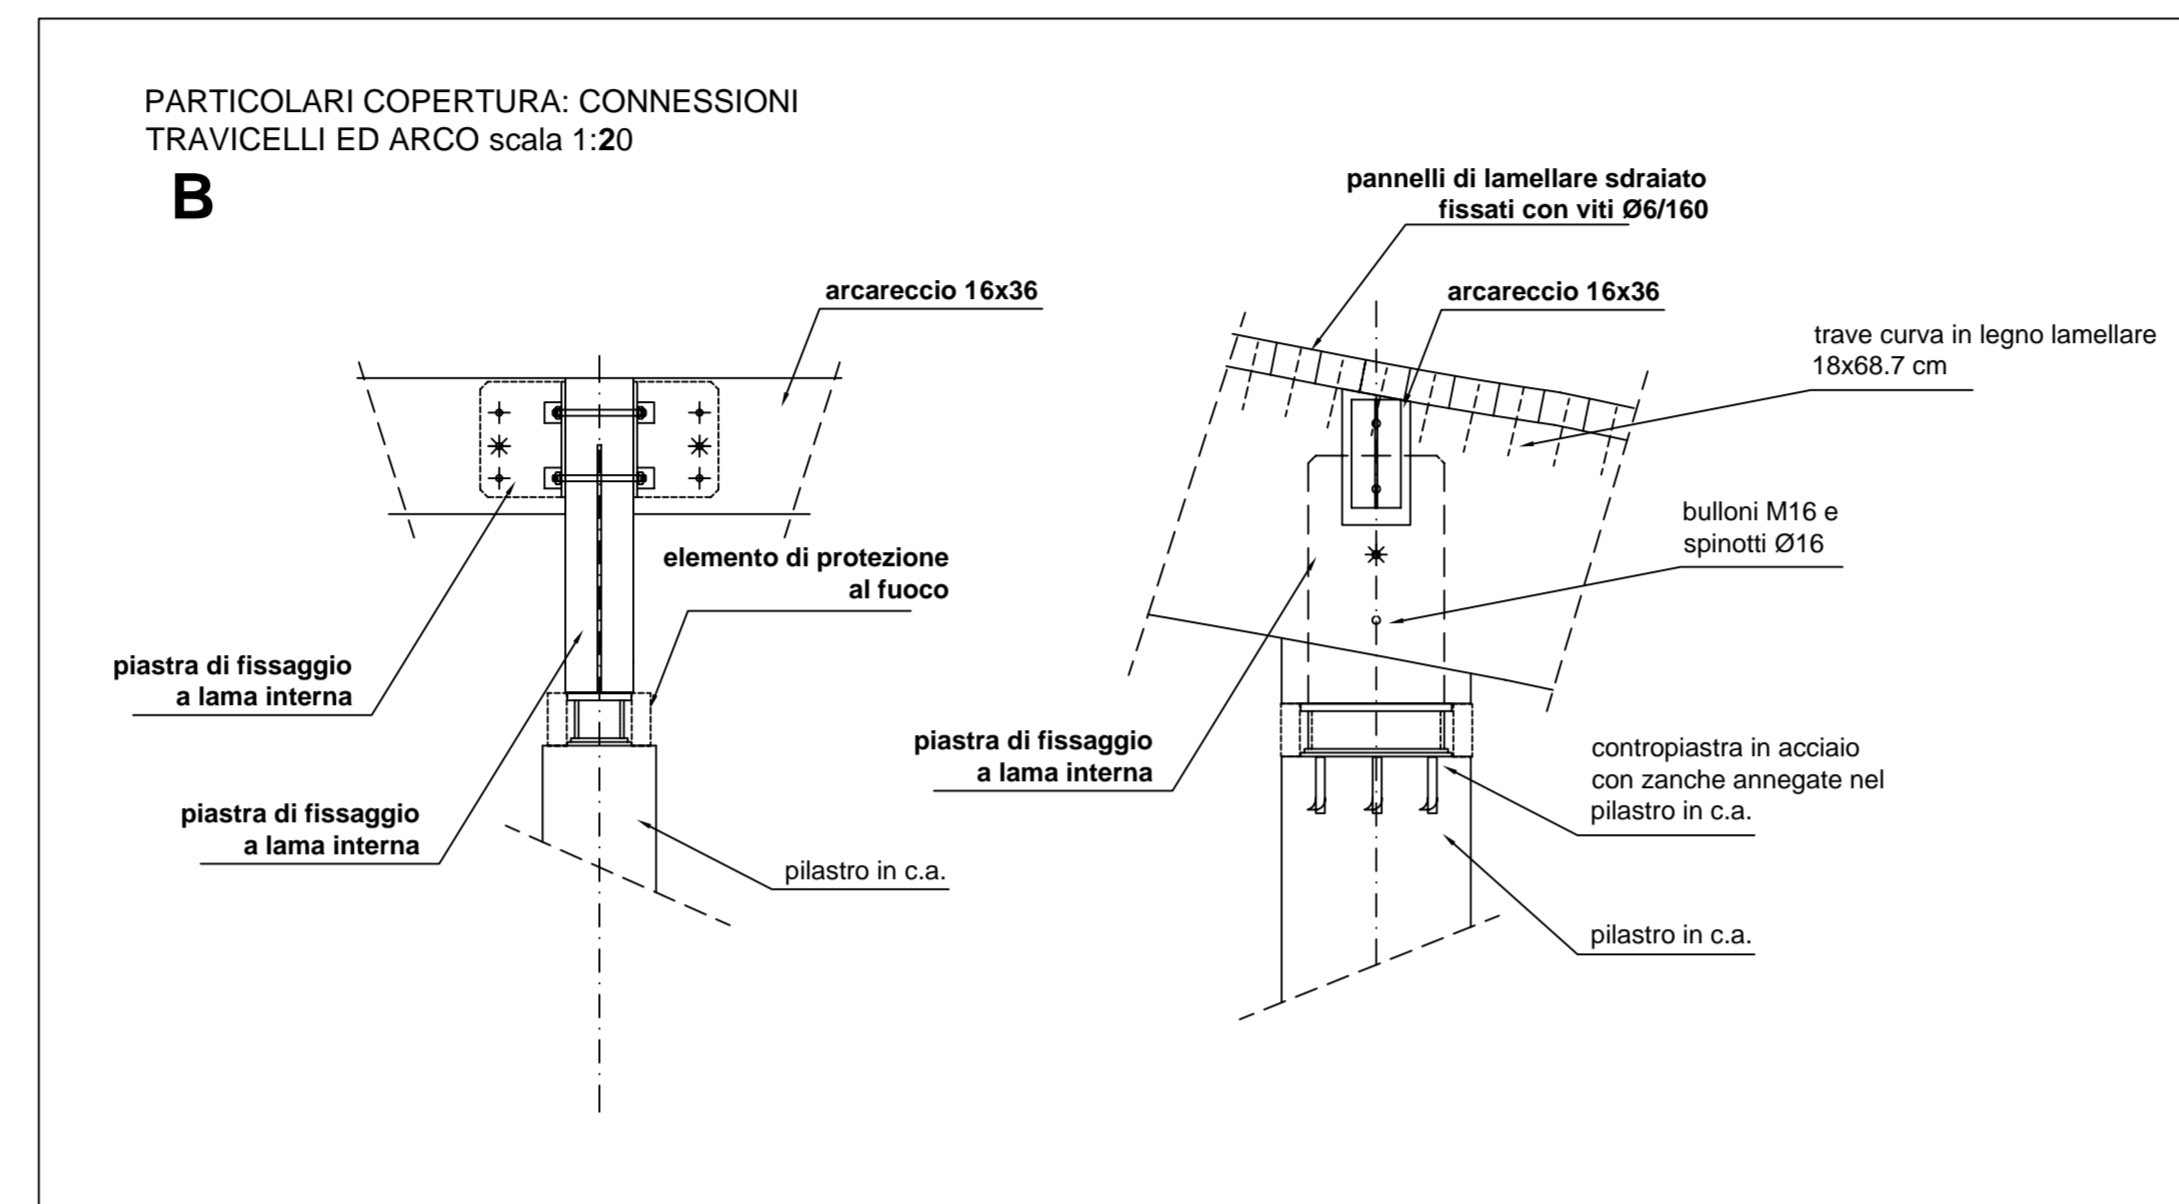 PARTICOLARI COPERTURA: CONNESSIONI
TRAVICELLI ED ARCO scala 1:20
B
arcareccio 16x36
elemento di protezione
al fuoco
piastra di fissaggio
a lama interna
piastra di fissaggio
a lama interna
pilastro in c.a.
pannelli di lamellare sdraiato
fissati con viti Ø6/160
arcareccio 16x36
trave curva in legno lamellare
18x68.7 cm
bulloni M16 e
spinotti Ø16
piastra di fissaggio
a lama interna
contropiastra in acciaio
con zanche annegate nel
pilastro in c.a.
pilastro in c.a.